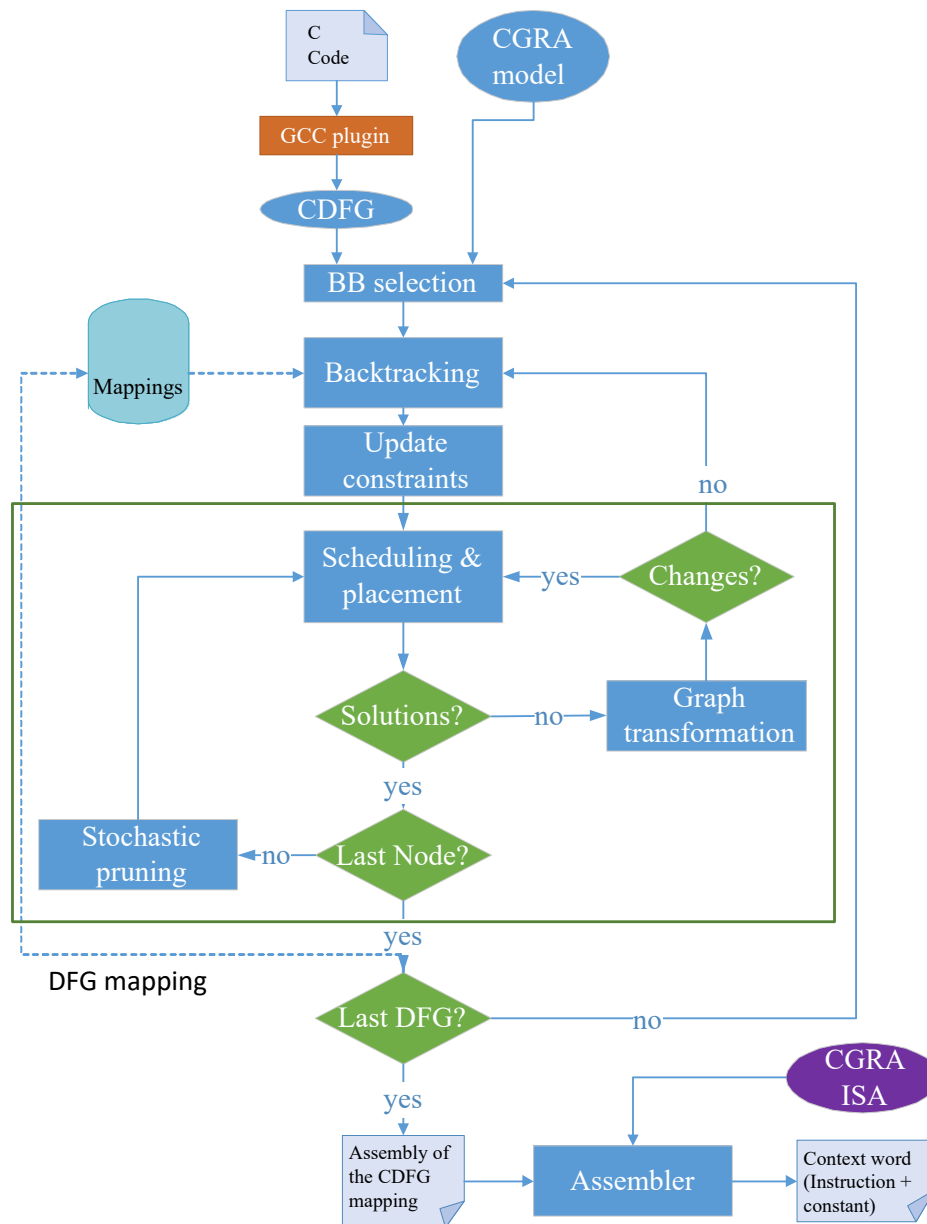 C
Code
CGRA
model
GCC plugin
CDFG
BB selection
Mappings
Backtracking
Update
constraints
no
Scheduling &
placement
yes
Changes?
Solutions?
no
Graph
transformation
yes
Stochastic
pruning
no
Last Node?
yes
DFG mapping
Last DFG?
no
CGRA
ISA
yes
Assembly of
the CDFG
mapping
Assembler
Context word
(Instruction +
constant)